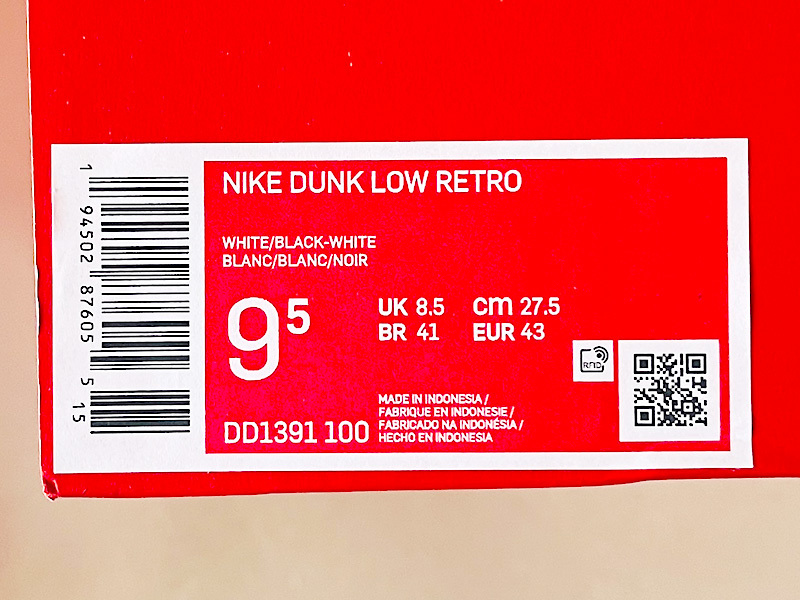 NIKE DUNK LOW RETRO
WHITE/BLACK-WHITE
BLANC/BLANC/NOIR
9 5
UK 8.5 cm 27.5
BR 41 EUR 43
MADE IN INDONESIA /
FABRIQUE EN INDONESIE /
FABRICADO NA INDONÉSIA /
HECHO EN INDONESIA
DD1391 100
RFID
1 94502 87605 5 15